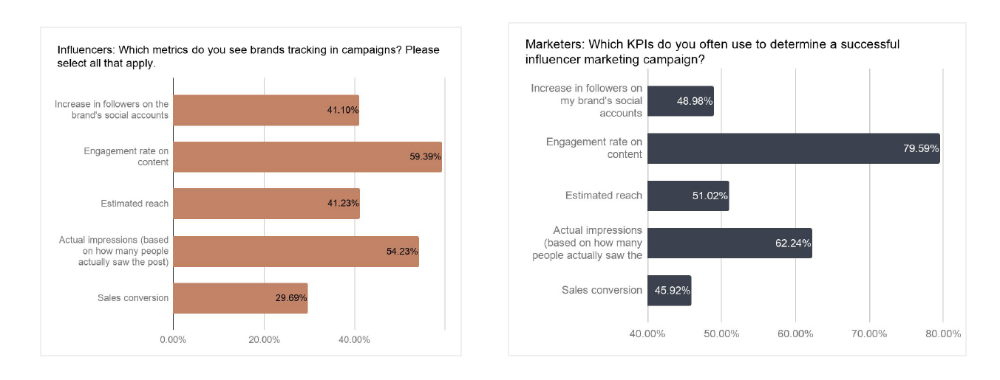 Influencers: Which metrics do you see brands tracking in campaigns? Please
select all that apply.
Increase in followers on the
brand's social accounts
41.10%
Engagement rate on
content
59.39%
Estimated reach
41.23%
Actual impressions (based
on how many people
actually saw the post)
54.23%
Sales conversion
29.69%
0.00%
20.00%
40.00%
Marketers: Which KPIs do you often use to determine a successful
influencer marketing campaign?
Increase in followers on
my brand's social
accounts
48.98%
Engagement rate on
content
79.59%
Estimated reach
51.02%
Actual impressions
(based on how many
people actually saw the
62.24%
Sales conversion
45.92%
40.00%
50.00%
60.00%
70.00%
80.00%